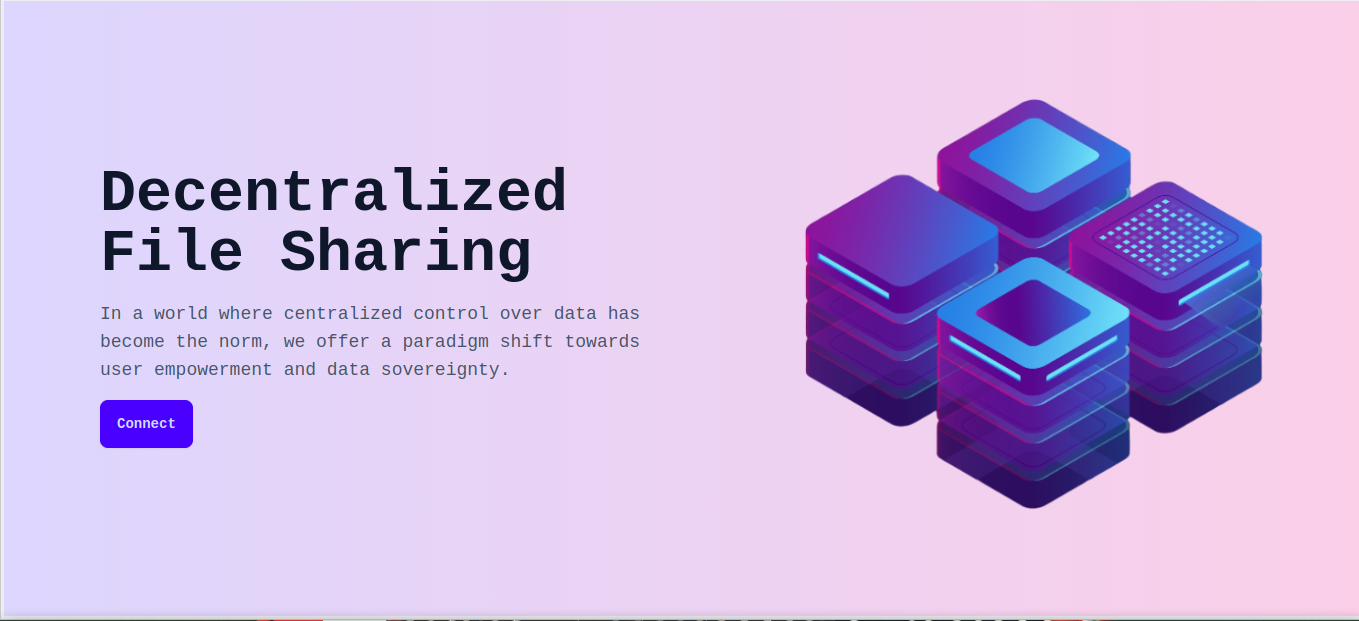 Decentralized
File Sharing
In a world where centralized control over data has
become the norm, we offer a paradigm shift towards
user empowerment and data sovereignty.
Connect